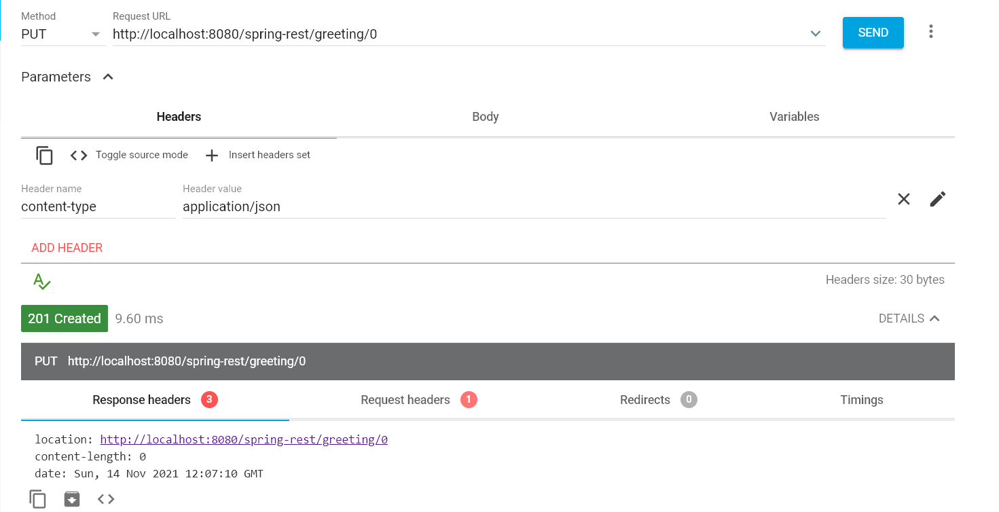 Method Request URL
PUT http://localhost:8080/spring-rest/greeting/0 SEND
Parameters
Headers Body Variables
Toggle source mode Insert headers set
Header name Header value
content-type application/json
ADD HEADER
Headers size: 30 bytes
201 Created 9.60 ms DETAILS
PUT http://localhost:8080/spring-rest/greeting/0
Response headers 3 Request headers 1 Redirects 0 Timings
location: http://localhost:8080/spring-rest/greeting/0
content-length: 0
date: Sun, 14 Nov 2021 12:07:10 GMT